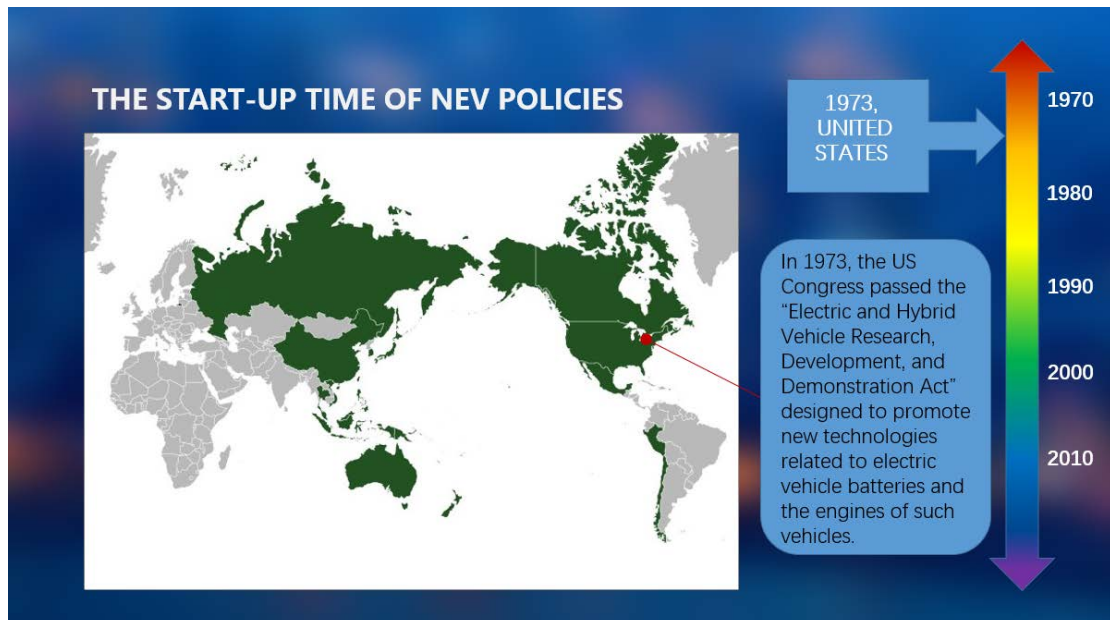 THE START-UP TIME OF NEV POLICIES
1973,
UNITED
STATES
In 1973, the US
Congress passed the
“Electric and Hybrid
Vehicle Research,
Development, and
Demonstration Act”
designed to promote
new technologies
related to electric
vehicle batteries and
the engines of such
vehicles.
1970
1980
1990
2000
2010